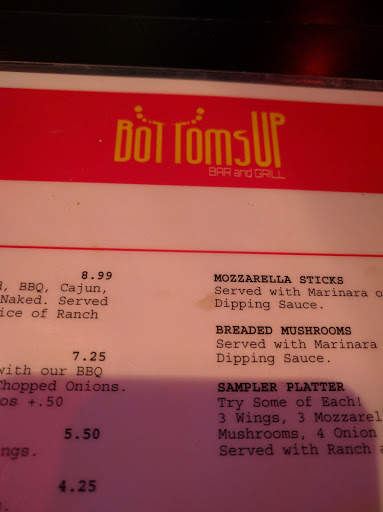 BoTTomsUP
BAR and GRILL
8.99
, BBQ, Cajun,
Naked. Served
ice of Ranch
7.25
with our BBQ
Chopped Onions.
os +.50
5.50
ngs.
4.25
MOZZARELLA STICKS
Served with Marinara o
Dipping Sauce.
BREADED MUSHROOMS
Served with Marinara
Dipping Sauce.
SAMPLER PLATTER
Try Some of Each!
3 Wings, 3 Mozzarel
Mushrooms, 4 Onion
Served with Ranch a